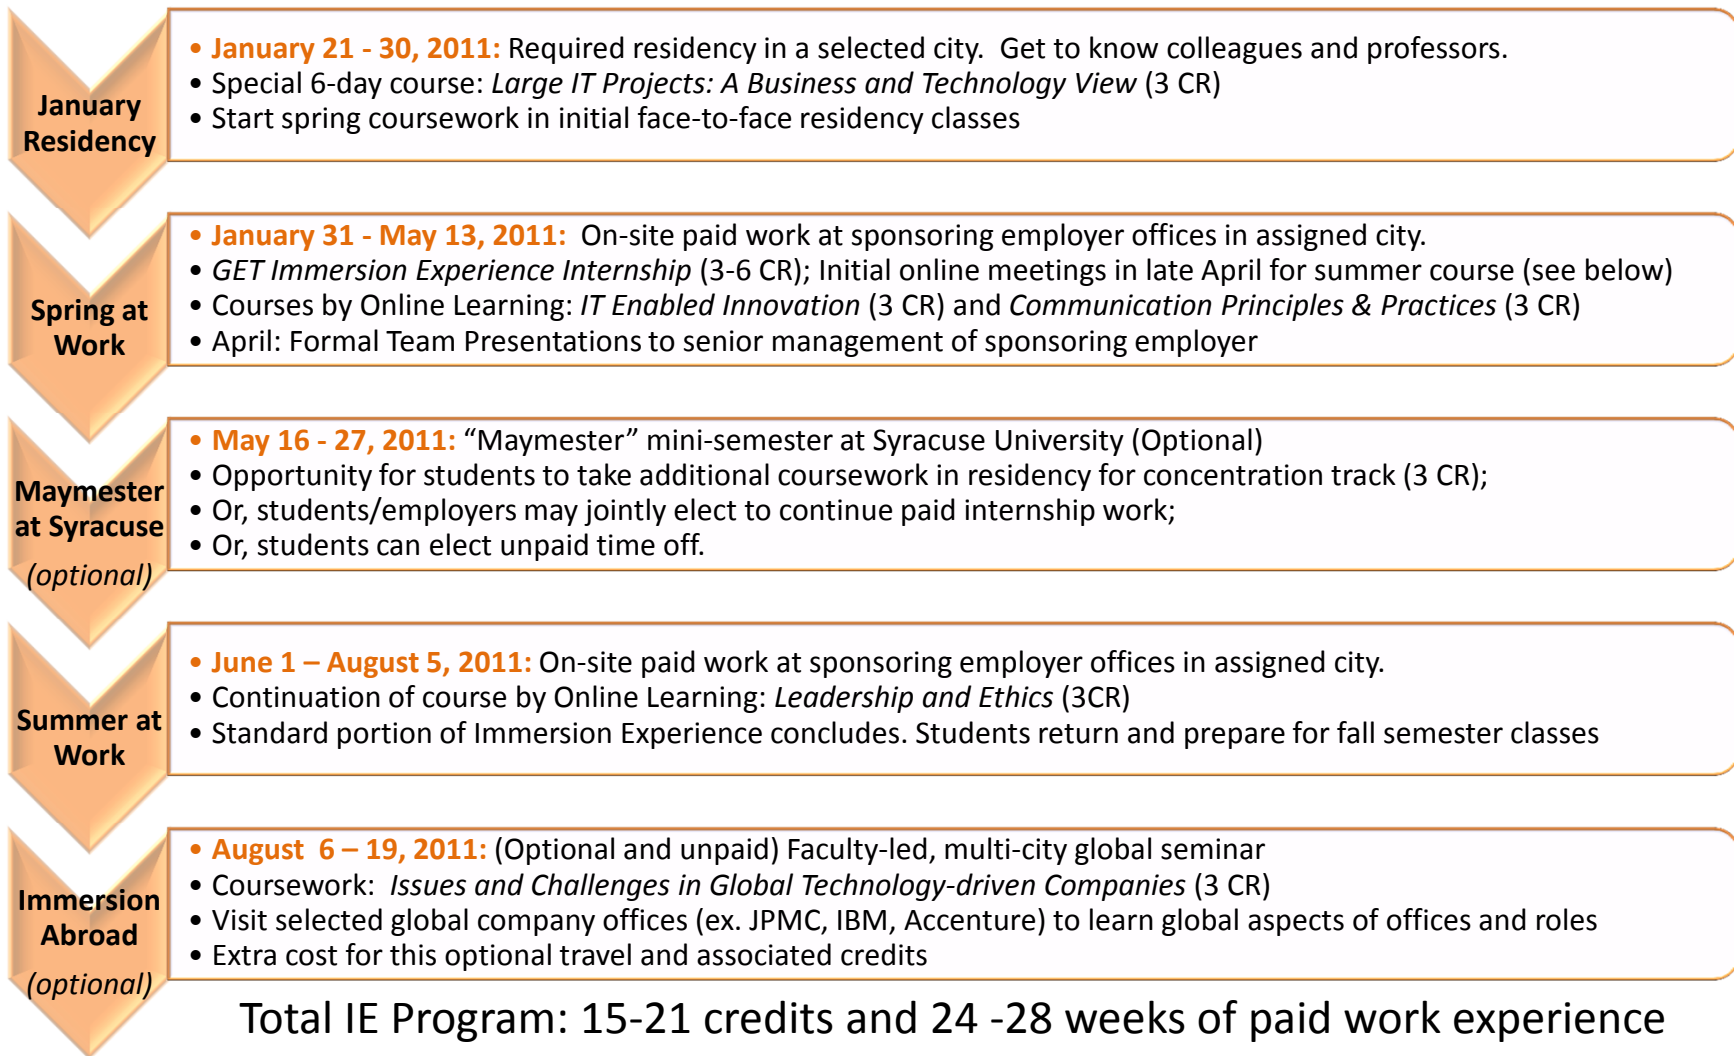 January
Residency
• January 21 - 30, 2011: Required residency in a selected city.  Get to know colleagues and professors.
• Special 6-day course: Large IT Projects: A Business and Technology View (3 CR)
• Start spring coursework in initial face-to-face residency classes
Spring at
Work
• January 31 - May 13, 2011:  On-site paid work at sponsoring employer offices in assigned city.
• GET Immersion Experience Internship (3-6 CR); Initial online meetings in late April for summer course (see below)
• Courses by Online Learning: IT Enabled Innovation (3 CR) and Communication Principles & Practices (3 CR)
• April: Formal Team Presentations to senior management of sponsoring employer
Maymester
at Syracuse
(optional)
• May 16 - 27, 2011: “Maymester” mini-semester at Syracuse University (Optional)
• Opportunity for students to take additional coursework in residency for concentration track (3 CR);
• Or, students/employers may jointly elect to continue paid internship work;
• Or, students can elect unpaid time off.
Summer at
Work
• June 1 – August 5, 2011: On-site paid work at sponsoring employer offices in assigned city.
• Continuation of course by Online Learning: Leadership and Ethics (3CR)
• Standard portion of Immersion Experience concludes. Students return and prepare for fall semester classes
Immersion
Abroad
(optional)
• August  6 – 19, 2011: (Optional and unpaid) Faculty-led, multi-city global seminar
• Coursework:  Issues and Challenges in Global Technology-driven Companies (3 CR)
• Visit selected global company offices (ex. JPMC, IBM, Accenture) to learn global aspects of offices and roles
• Extra cost for this optional travel and associated credits
Total IE Program: 15-21 credits and 24 -28 weeks of paid work experience